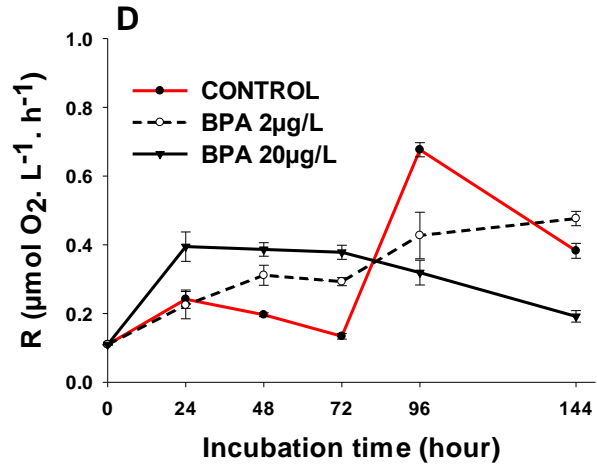 D
R (µmol O₂. L⁻¹. h⁻¹)
1.0
0.8
0.6
0.4
0.2
0.0
CONTROL
BPA 2µg/L
BPA 20µg/L
0 24 48 72 96 144
Incubation time (hour)